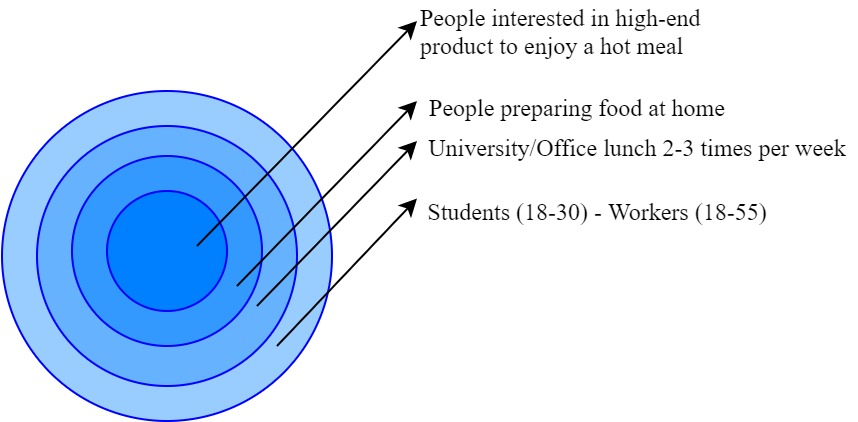 People interested in high-end
product to enjoy a hot meal
People preparing food at home
University/Office lunch 2-3 times per week
Students (18-30) - Workers (18-55)